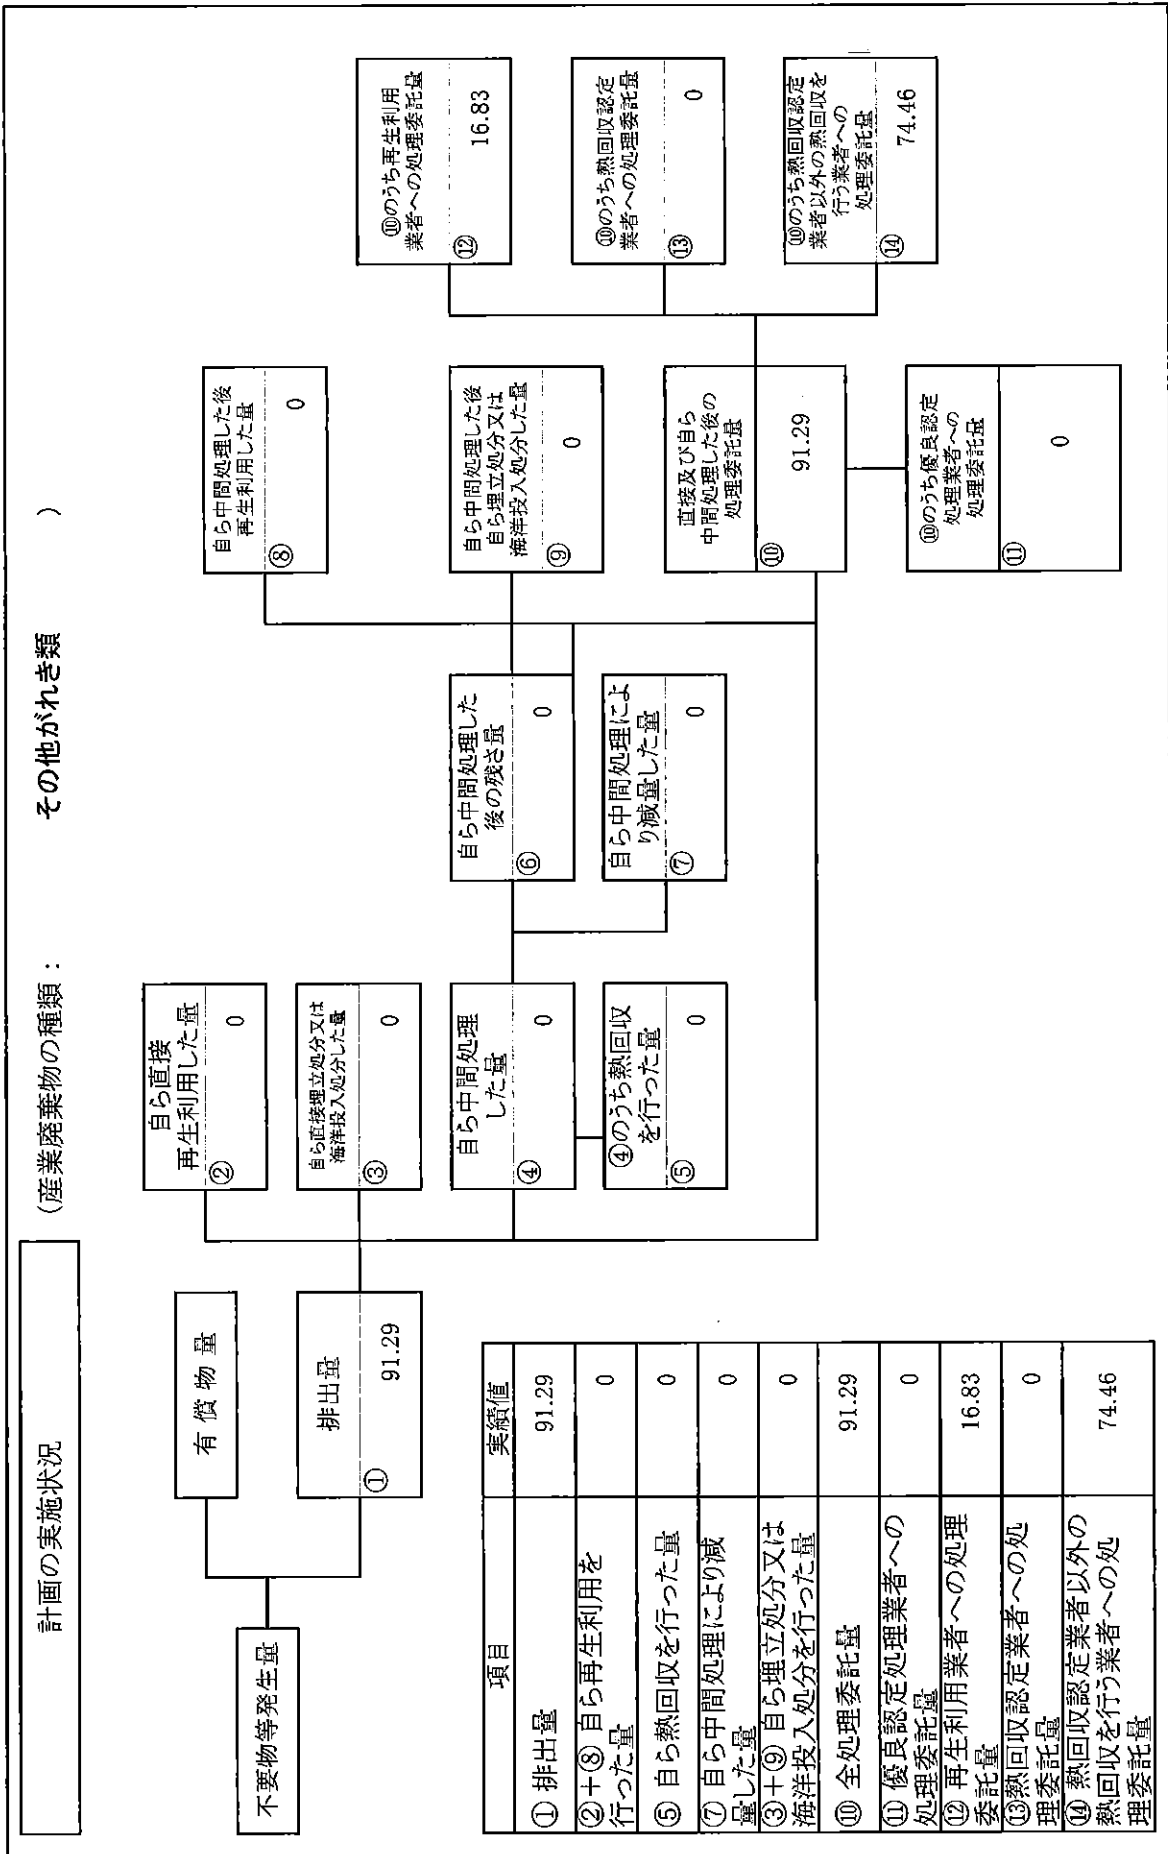 計画の実施状況
(産業廃棄物の種類： その他がれき類 )
不要物等発生量
有 償 物 量
排出量
① 91.29
自ら直接
再生利用した量
② 0
自ら直接埋立処分又は
海洋投入処分した量
③ 0
自ら中間処理
した量
④ 0
④のうち熱回収
を行った量
⑤ 0
自ら中間処理した
後の残さ量
⑥ 0
自ら中間処理によ
り減量した量
⑦ 0
自ら中間処理した後
再生利用した量
⑧ 0
自ら中間処理した後
自ら埋立処分又は
海洋投入処分した量
⑨ 0
直接及び自ら
中間処理した後の
処理委託量
⑩ 91.29
⑩のうち優良認定
処理業者への
処理委託量
⑪ 0
⑩のうち再生利用
業者への処理委託量
⑫ 16.83
⑩のうち熱回収認定
業者への処理委託量
⑬ 0
⑩のうち熱回収認定
業者以外の熱回収を
行う業者への
処理委託量
⑭ 74.46
項目 実績値
① 排出量 91.29
②＋⑧ 自ら再生利用を
行った量 0
⑤ 自ら熱回収を行った量 0
⑦ 自ら中間処理により減
量した量 0
③＋⑨ 自ら埋立処分又は
海洋投入処分を行った量 0
⑩ 全処理委託量 91.29
⑪ 優良認定処理業者への
処理委託量 0
⑫ 再生利用業者への処理
委託量 16.83
⑬熱回収認定業者への処
理委託量 0
⑭ 熱回収認定業者以外の
熱回収を行う業者への処
理委託量 74.46